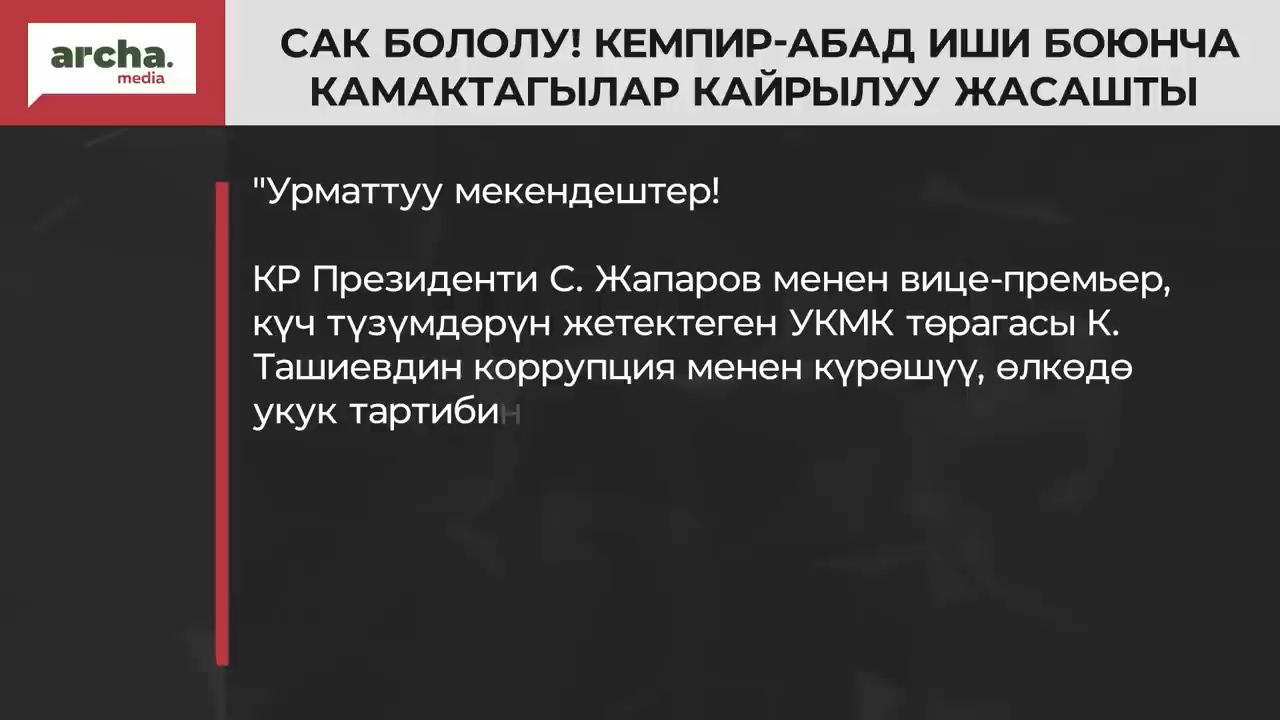 archa.
media
САК БОЛОЛУ! КЕМПИР-АБАД ИШИ БОЮНЧА
КАМАКТАГЫЛАР КАЙРЫЛУУ ЖАСАШТЫ
"Урматтуу мекендештер!
КР Президенти С. Жапаров менен вице-премьер,
күч түзүмдөрүн жетектеген УКМК төрагасы К.
Ташиевдин коррупция менен күрөшүү, өлкөдө
укук тартибин